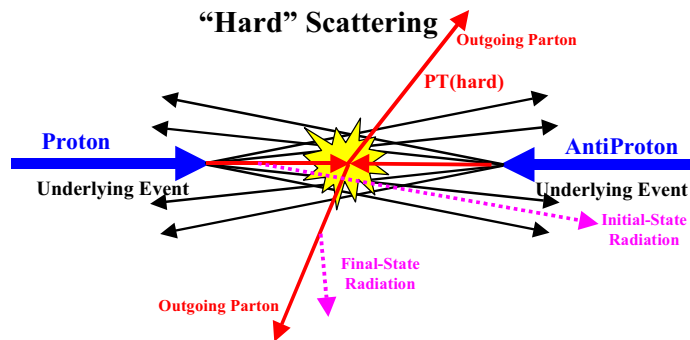 “Hard” Scattering
Outgoing Parton
PT(hard)
Proton
AntiProton
Underlying Event
Underlying Event
Initial-State
Radiation
Final-State
Radiation
Outgoing Parton